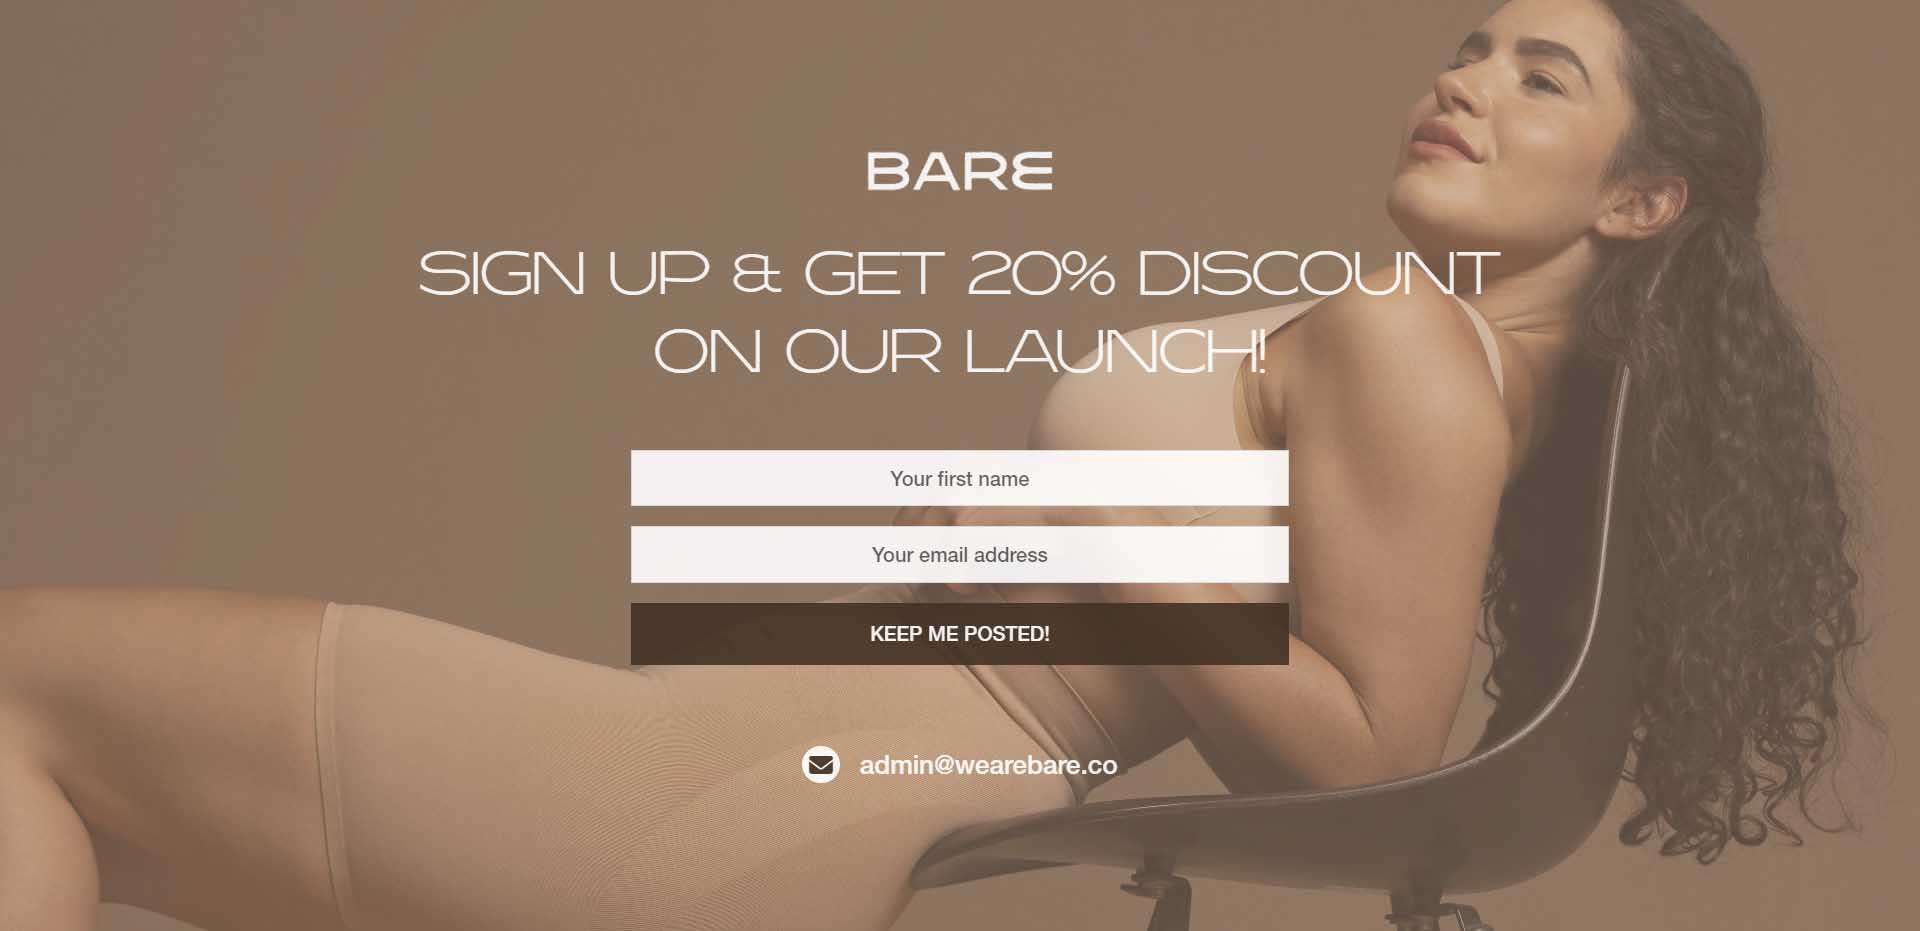 BARE
SIGN UP & GET 20% DISCOUNT
ON OUR LAUNCH!
Your first name
Your email address
KEEP ME POSTED!
admin@wearebare.co